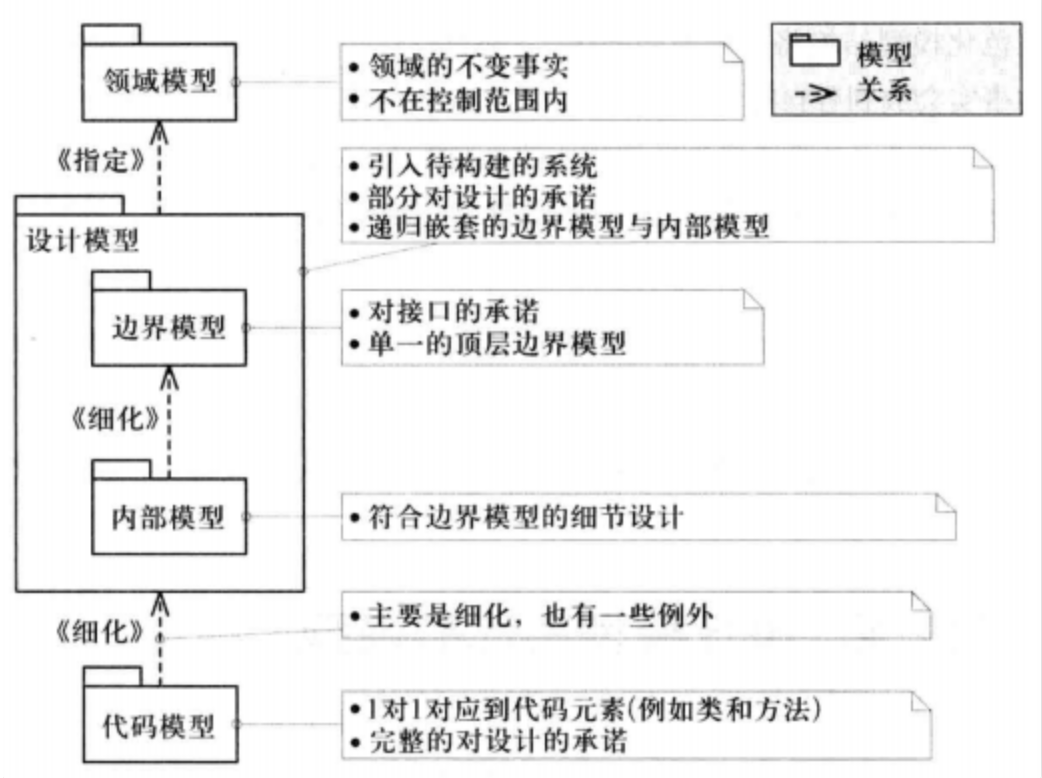 领域模型
• 领域的不变事实
• 不在控制范围内
模型
关系
《指定》
• 引入待构建的系统
• 部分对设计的承诺
• 递归嵌套的边界模型与内部模型
设计模型
边界模型
• 对接口的承诺
• 单一的顶层边界模型
《细化》
内部模型
• 符合边界模型的细节设计
《细化》
• 主要是细化，也有一些例外
代码模型
• 1对1对应到代码元素(例如类和方法)
• 完整的对设计的承诺